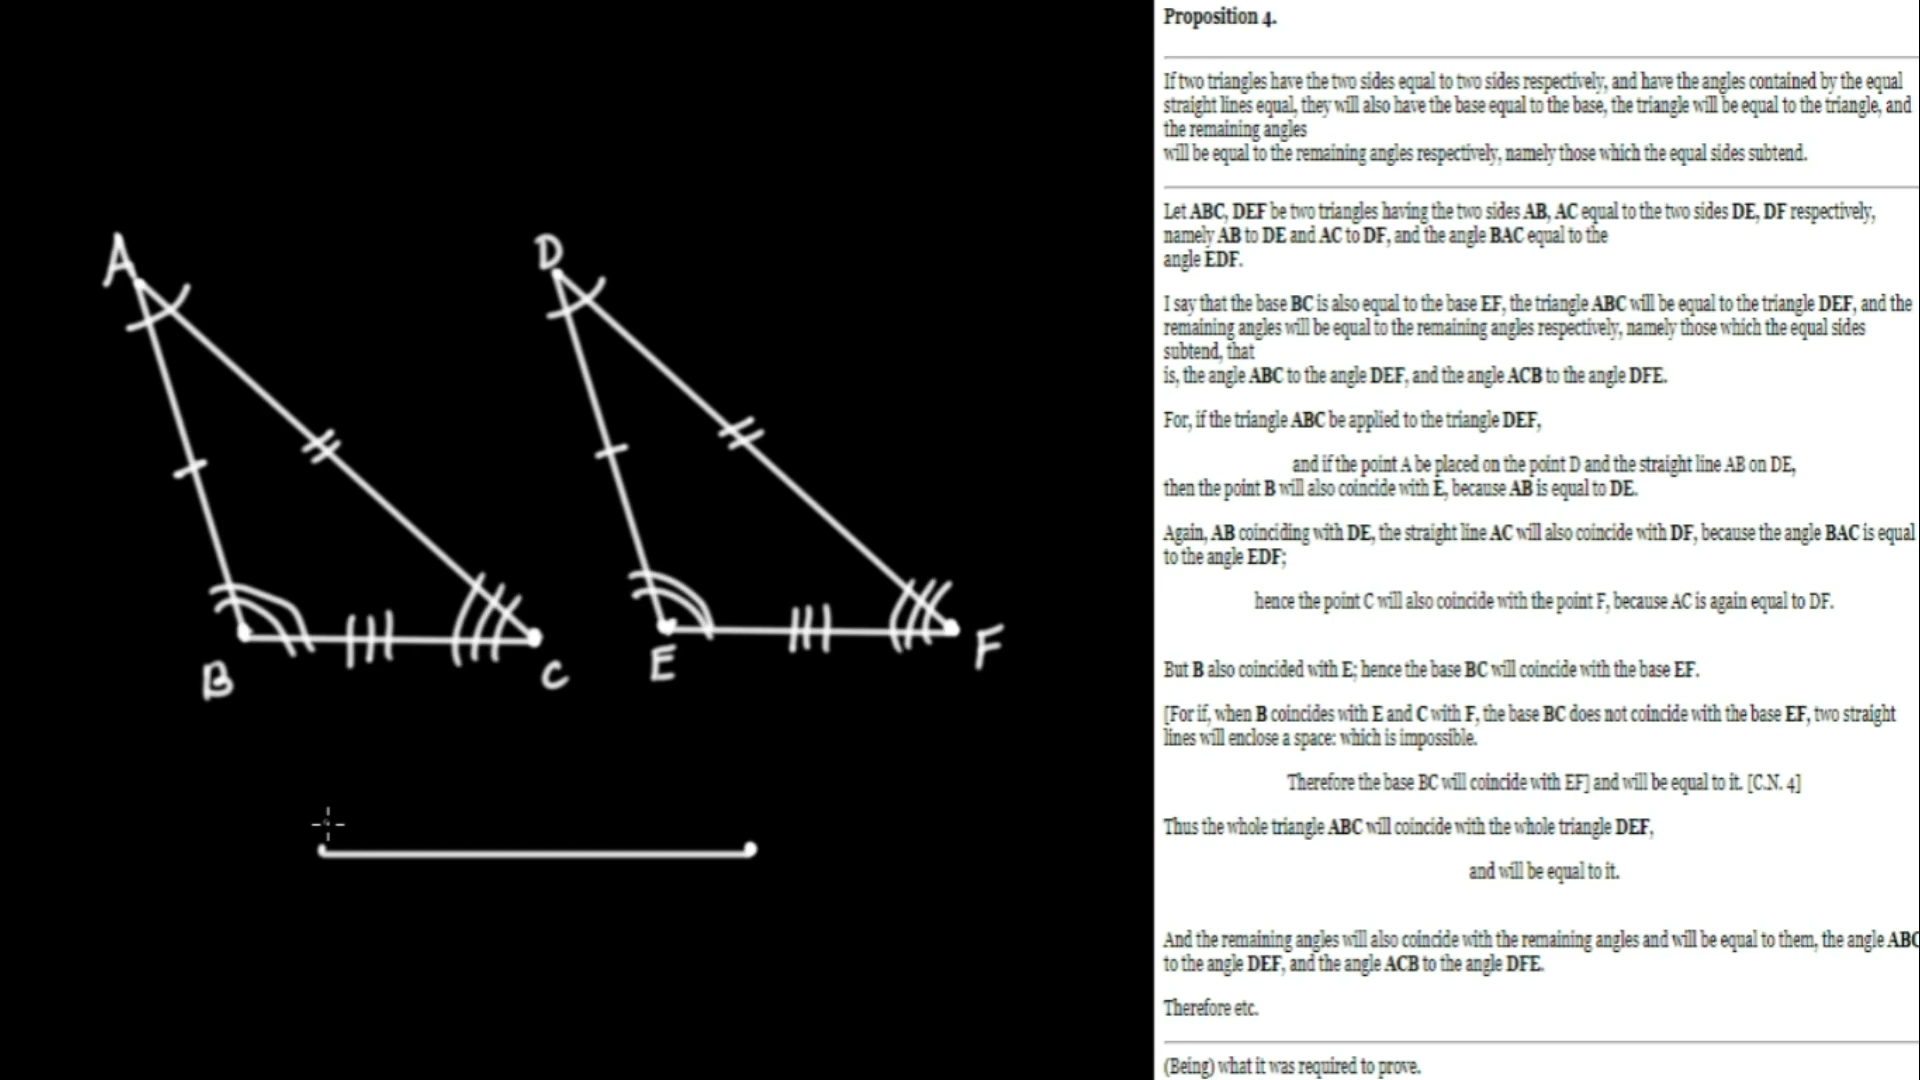 Proposition 4.
If two triangles have the two sides equal to two sides respectively, and have the angles contained by the equal
straight lines equal, they will also have the base equal to the base, the triangle will be equal to the triangle, and
the remaining angles
will be equal to the remaining angles respectively, namely those which the equal sides subtend.
Let ABC, DEF be two triangles having the two sides AB, AC equal to the two sides DE, DF respectively,
namely AB to DE and AC to DF, and the angle BAC equal to the
angle EDF.
I say that the base BC is also equal to the base EF, the triangle ABC will be equal to the triangle DEF, and the
remaining angles will be equal to the remaining angles respectively, namely those which the equal sides
subtend, that
is, the angle ABC to the angle DEF, and the angle ACB to the angle DFE.
For, if the triangle ABC be applied to the triangle DEF,
and if the point A be placed on the point D and the straight line AB on DE,
then the point B will also coincide with E, because AB is equal to DE.
Again, AB coinciding with DE, the straight line AC will also coincide with DF, because the angle BAC is equal
to the angle EDF;
hence the point C will also coincide with the point F, because AC is again equal to DF.
But B also coincided with E; hence the base BC will coincide with the base EF.
[For if, when B coincides with E and C with F, the base BC does not coincide with the base EF, two straight
lines will enclose a space: which is impossible.
Therefore the base BC will coincide with EF] and will be equal to it. [C.N. 4]
Thus the whole triangle ABC will coincide with the whole triangle DEF,
and will be equal to it.
And the remaining angles will also coincide with the remaining angles and will be equal to them, the angle ABC
to the angle DEF, and the angle ACB to the angle DFE.
Therefore etc.
(Being) what it was required to prove.
A
D
B
C
E
F